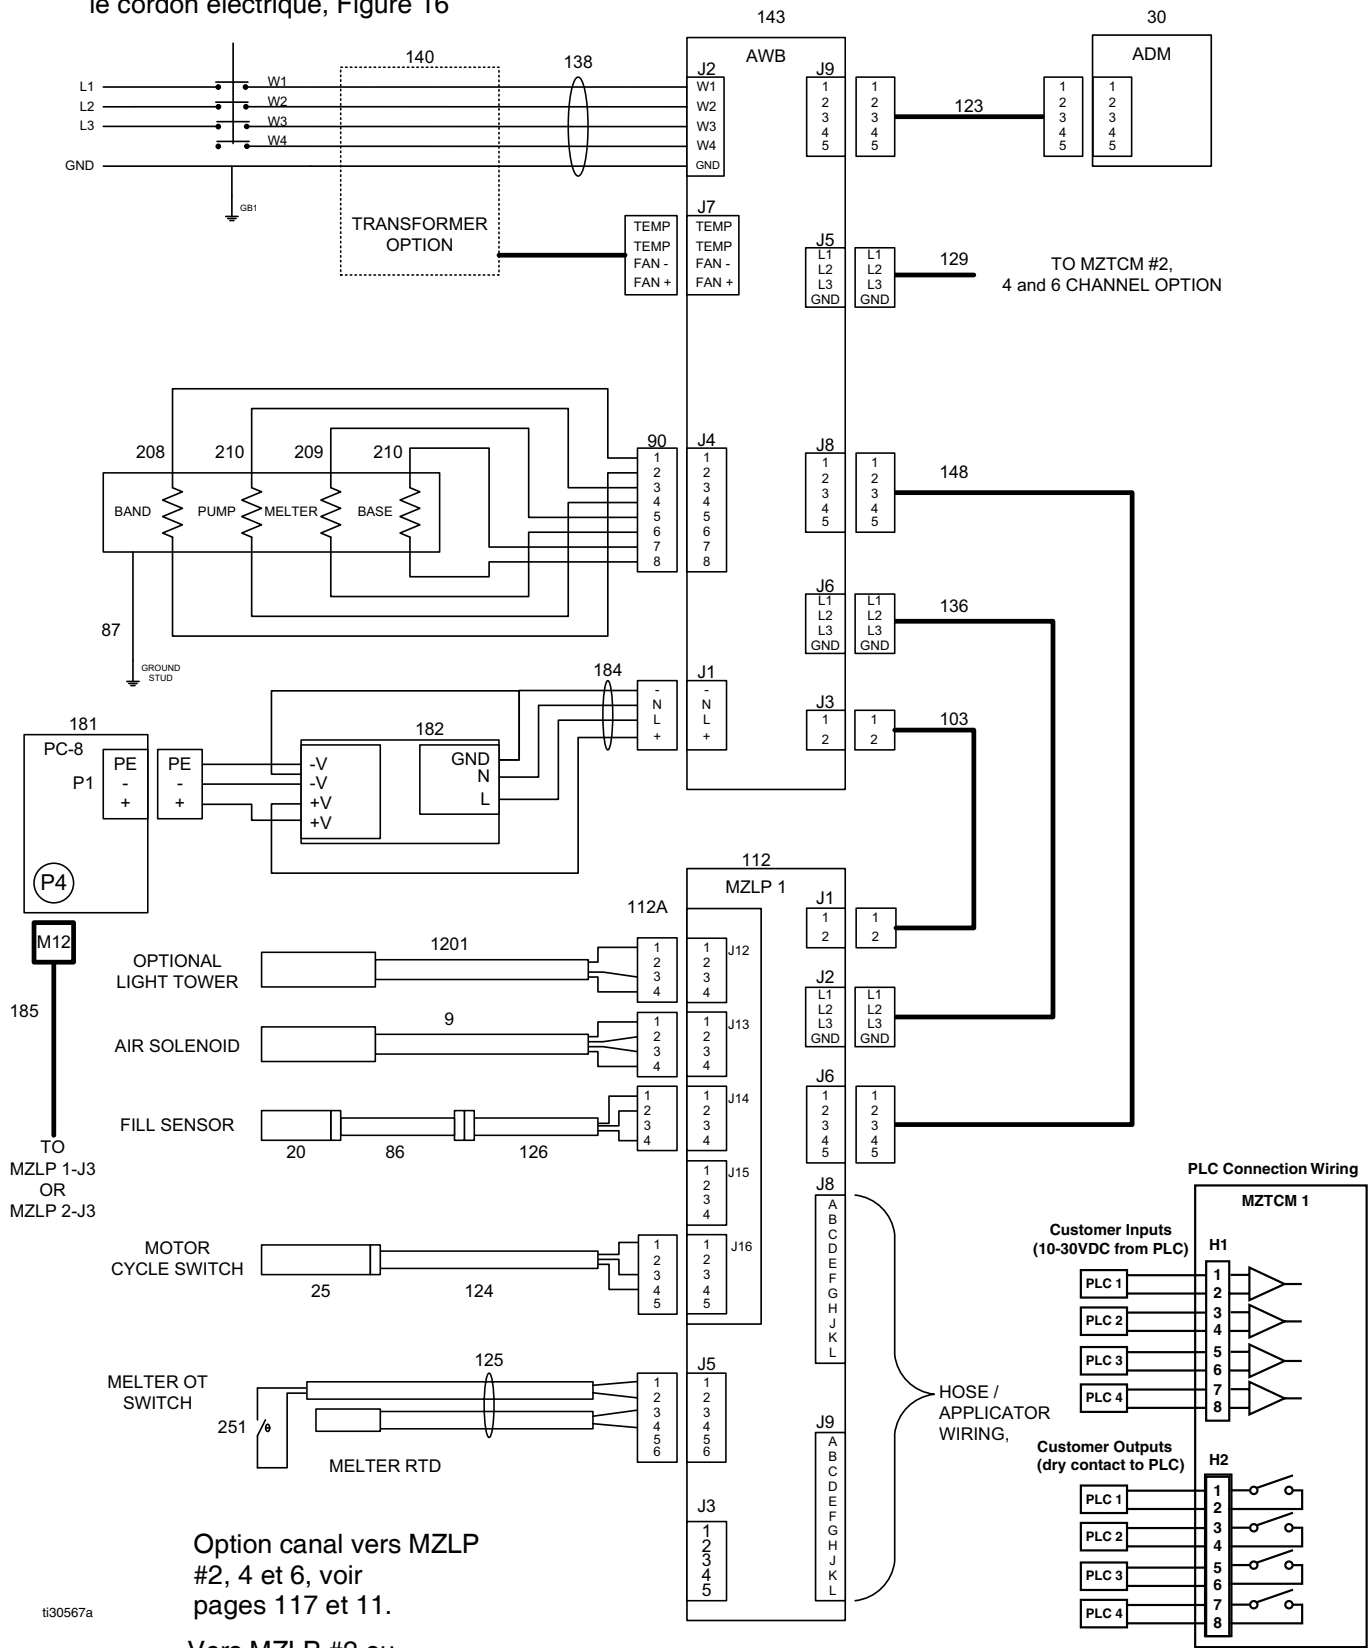 le cordon électrique, Figure 16
143
30
AWB
ADM
140
138
J2
J9
L1
L2
L3
GND
W1
W2
W3
W4
W1
W2
W3
W4
GND
1
2
3
4
5
1
2
3
4
5
123
1
2
3
4
5
1
2
3
4
5
GB1
TRANSFORMER
OPTION
TEMP
TEMP
FAN -
FAN +
J7
TEMP
TEMP
FAN -
FAN +
J5
L1
L2
L3
GND
L1
L2
L3
GND
129
TO MZTCM #2,
4 and 6 CHANNEL OPTION
208
210
209
210
BAND
PUMP
MELTER
BASE
90
1
2
3
4
5
6
7
8
J4
1
2
3
4
5
6
7
8
J8
1
2
3
4
5
1
2
3
4
5
148
87
GROUND
STUD
J6
L1
L2
L3
GND
L1
L2
L3
GND
136
184
-
N
L
+
J1
-
N
L
+
J3
1
2
1
2
103
181
PC-8
P1
PE
-
+
PE
-
+
182
-V
-V
+V
+V
GND
N
L
P4
M12
185
TO
MZLP 1-J3
OR
MZLP 2-J3
112
MZLP 1
112A
J1
1
2
1
2
OPTIONAL
LIGHT TOWER
1201
1
2
3
4
1
2
3
4
J12
J2
L1
L2
L3
GND
L1
L2
L3
GND
AIR SOLENOID
9
1
2
3
4
1
2
3
4
J13
FILL SENSOR
20
86
126
1
2
3
4
1
2
3
4
J14
J6
1
2
3
4
5
1
2
3
4
5
1
2
3
4
J15
MOTOR
CYCLE SWITCH
25
124
1
2
3
4
5
1
2
3
4
5
J16
J8
A
B
C
D
E
F
G
H
J
K
L
MELTER OT
SWITCH
251
125
MELTER RTD
1
2
3
4
5
6
J5
1
2
3
4
5
6
J9
A
B
C
D
E
F
G
H
J
K
L
HOSE /
APPLICATOR
WIRING,
J3
1
2
3
4
5
PLC Connection Wiring
MZTCM 1
Customer Inputs
(10-30VDC from PLC)
H1
PLC 1
PLC 2
PLC 3
PLC 4
1
2
3
4
5
6
7
8
Customer Outputs
(dry contact to PLC)
H2
PLC 1
PLC 2
PLC 3
PLC 4
1
2
3
4
5
6
7
8
Option canal vers MZLP
#2, 4 et 6, voir
pages 117 et 11.
ti30567a
Vers MZLP #2 ou